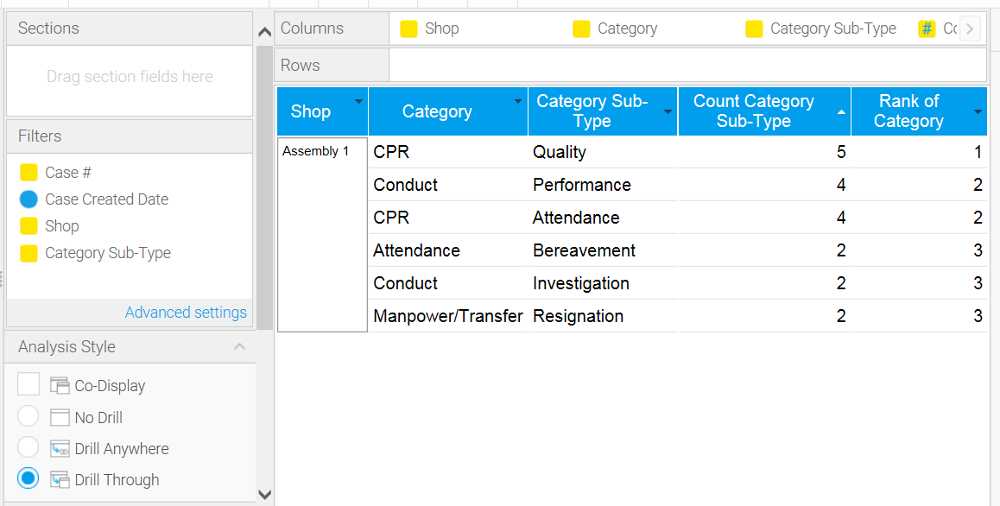 Sections
Drag section fields here
Filters
Case #
Case Created Date
Shop
Category Sub-Type
Advanced settings
Analysis Style
Co-Display
No Drill
Drill Anywhere
Drill Through
Columns Shop Category Category Sub-Type #
Rows
Shop Category Category Sub-Type Count Category Sub-Type Rank of Category
Assembly 1 CPR Quality 5 1
Conduct Performance 4 2
CPR Attendance 4 2
Attendance Bereavement 2 3
Conduct Investigation 2 3
Manpower/Transfer Resignation 2 3